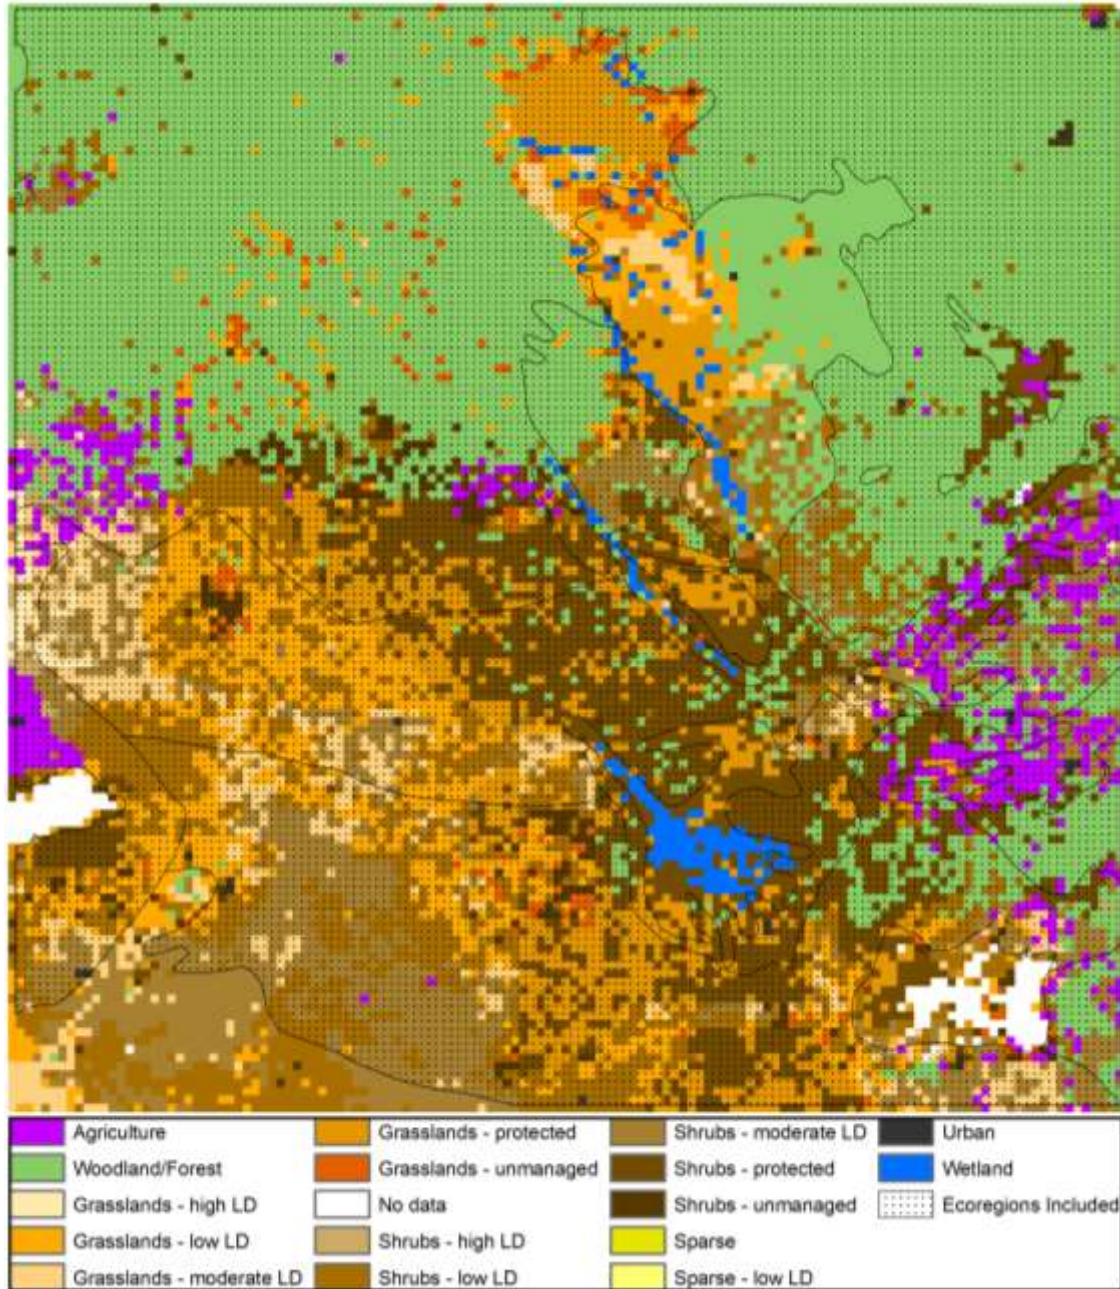 Agriculture
Grasslands - protected
Shrubs - moderate LD
Urban
Woodland/Forest
Grasslands - unmanaged
Shrubs - protected
Wetland
Grasslands - high LD
No data
Shrubs - unmanaged
Ecoregions Included
Grasslands - low LD
Shrubs - high LD
Sparse
Grasslands - moderate LD
Shrubs - low LD
Sparse - low LD